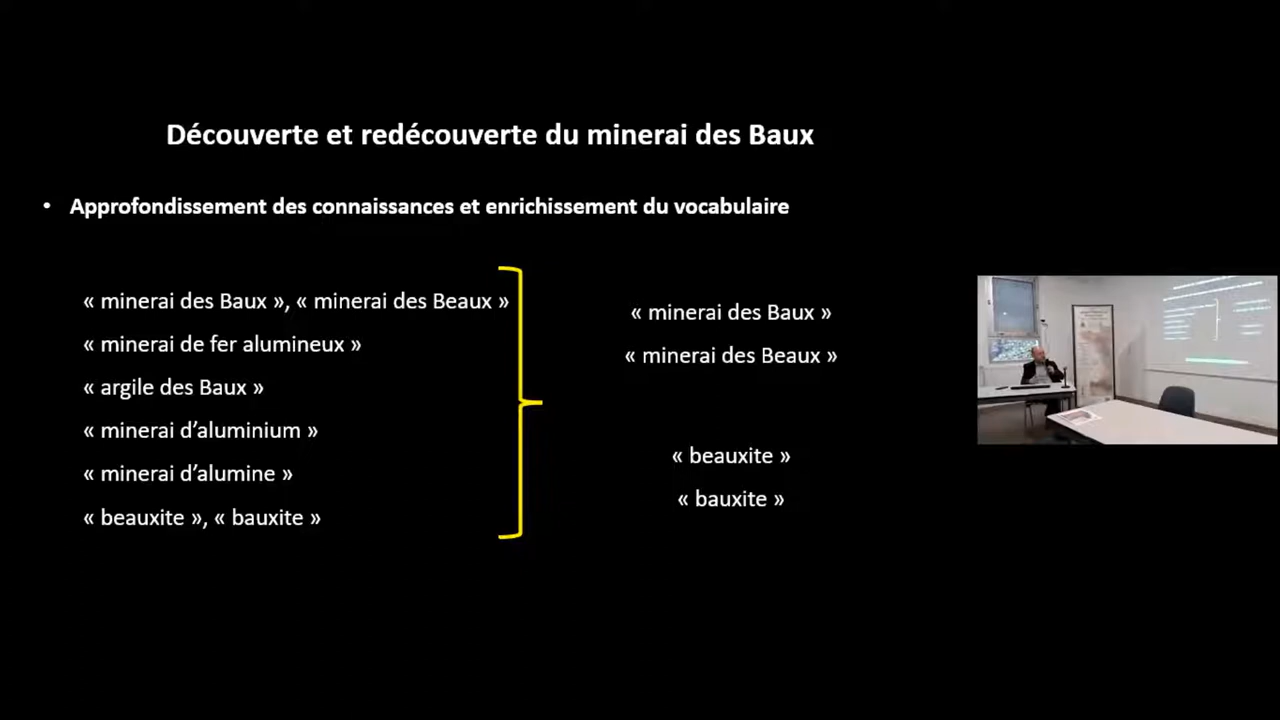 Découverte et redécouverte du minerai des Baux
• Approfondissement des connaissances et enrichissement du vocabulaire
« minerai des Baux », « minerai des Beaux »
« minerai de fer alumineux »
« argile des Baux »
« minerai d’aluminium »
« minerai d’alumine »
« beauxite », « bauxite »
« minerai des Baux »
« minerai des Beaux »
« beauxite »
« bauxite »